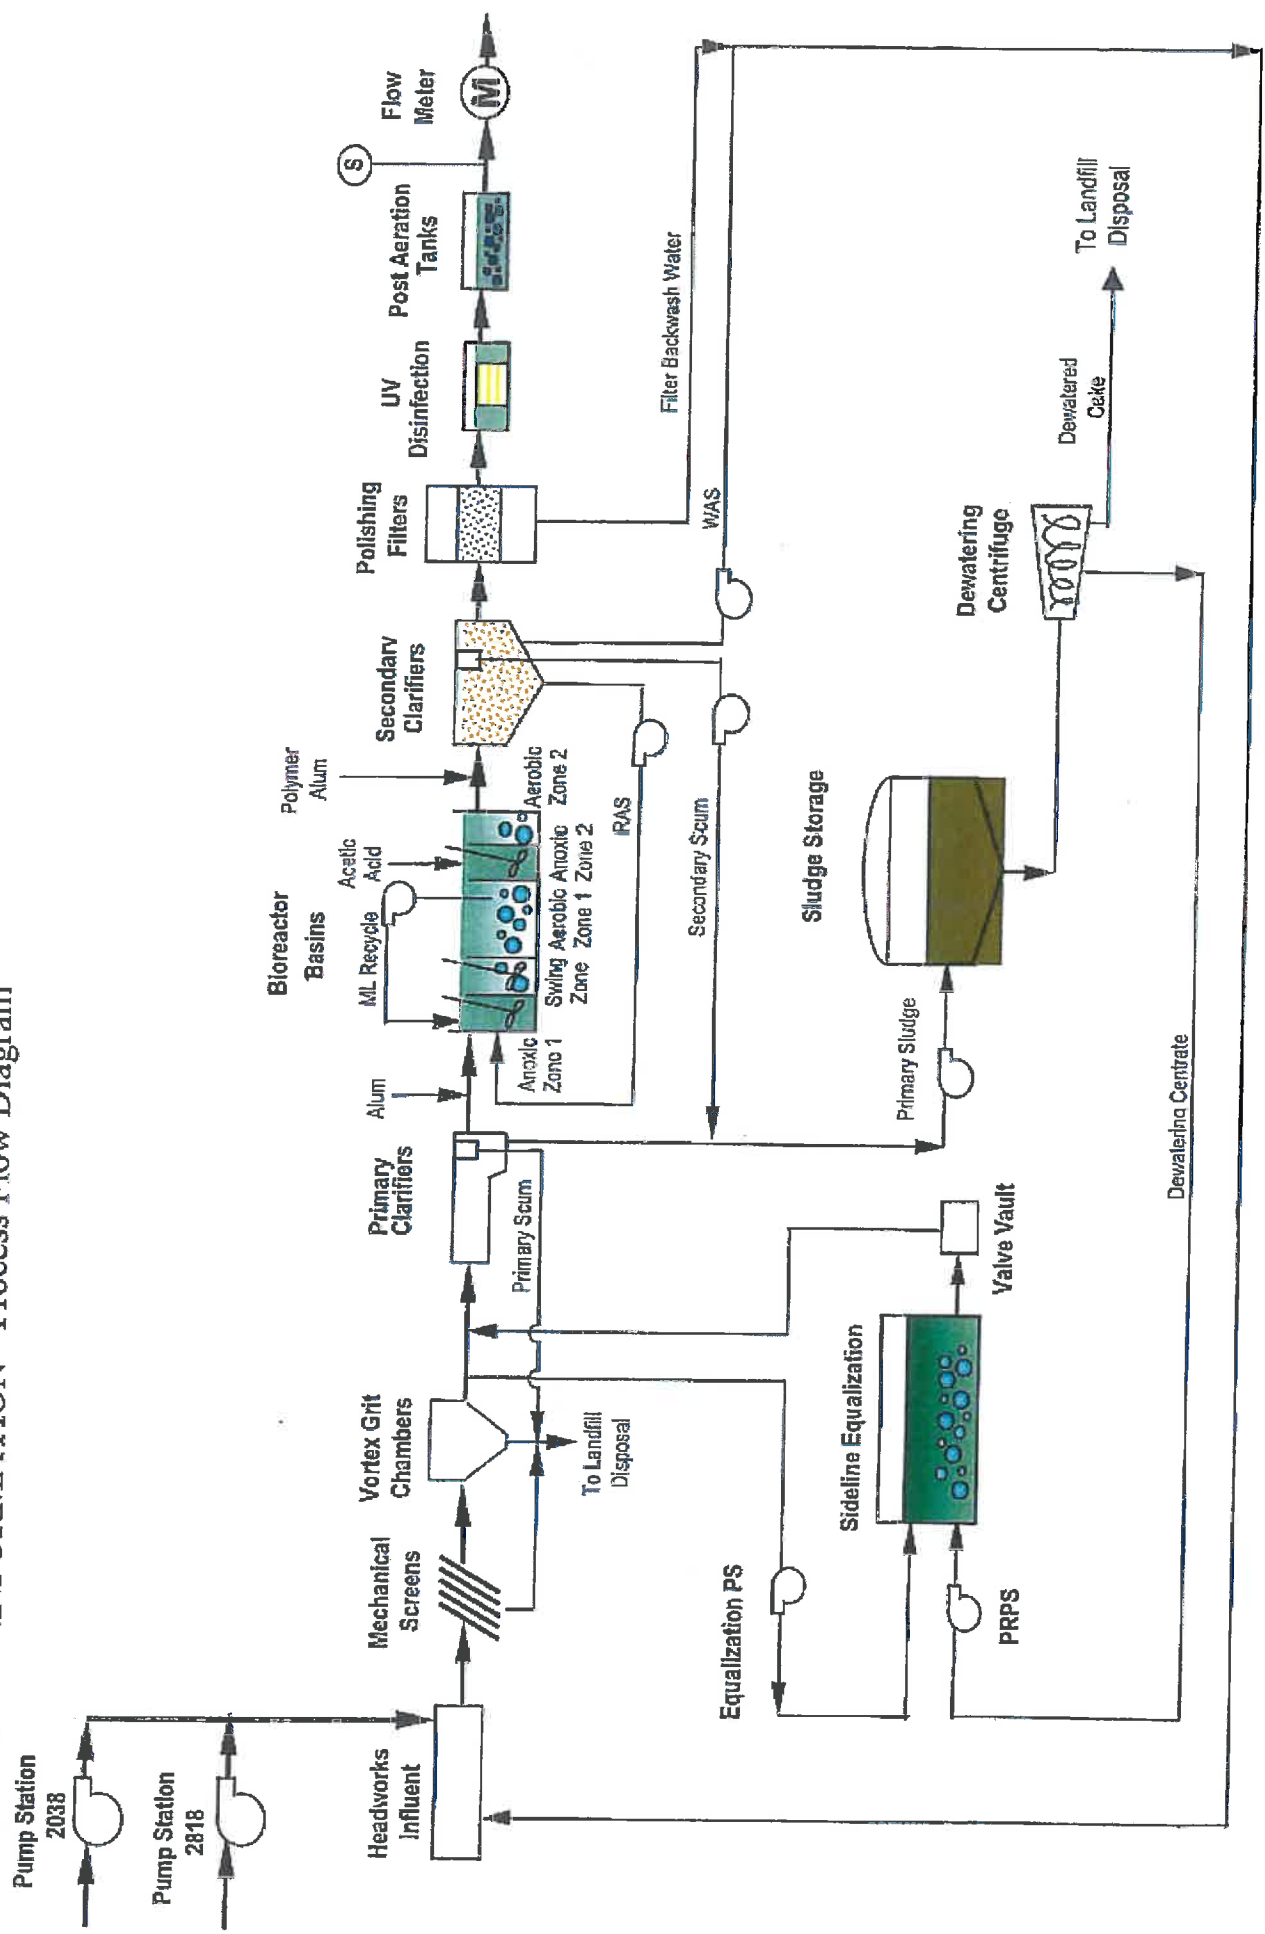 Process Flow Diagram
Pump Station
2038
Pump Station
2818
Headworks
Influent
Mechanical
Screens
Vortex Grit
Chambers
To Landfill
Disposal
Primary Scum
Primary
Clarifiers
Alum
Bioreactor
Basins
ML Recycle
Acetic
Acid
Anoxic
Zone 1
Swing
Zone
Aerobic
Zone 1
Anoxic
Zone 2
Aerobic
Zone 2
Polymer
Alum
Secondary
Clarifiers
RAS
Secondary Scum
WAS
Polishing
Filters
Filter Backwash Water
UV
Disinfection
Post Aeration
Tanks
S
Flow
Meter
M
Equalization PS
Sideline Equalization
PRPS
Valve Vault
Primary Sludge
Sludge Storage
Dewatering
Centrifuge
Dewatered
Cake
To Landfill
Disposal
Dewatering Centrate